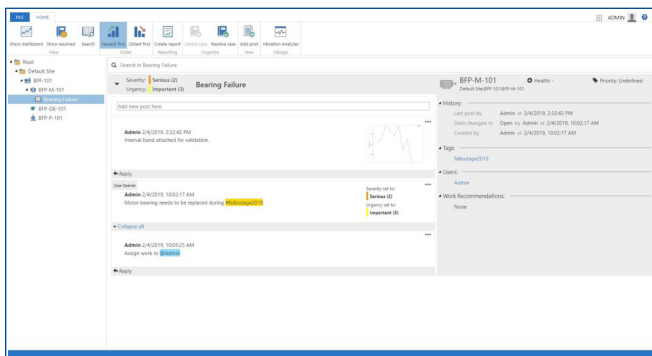 FILE HOME
ADMIN
Show dashboard Show resolved Search Newest first Oldest first Create report Delete case Resolve case Add post Vibration Analyzer
View Order Reporting Organize New
Root
Default Site
BFP-101
BFP-M-101
Bearing Failure
BFP-GB-101
BFP-P-101
Search in Bearing Failure
Severity: Serious (2)
Urgency: Important (3)
Bearing Failure
Add new post here
Admin 2/4/2019, 2:32:42 PM
Interval band attached for validation.
Reply
Case Opened
Admin 2/4/2019, 10:02:17 AM
Motor bearing needs to be replaced during #falloutage2019.
Severity set to:
Serious (2)
Urgency set to:
Important (3)
Collapse all
Admin 2/4/2019, 10:05:25 AM
Assign work to @Admin
Reply
BFP-M-101 Health: - Priority: Undefined
Default Site\BFP-101\BFP-M-101
History:
Last post by Admin at 2/4/2019, 2:32:42 PM
State changed to Open by Admin at 2/4/2019, 10:02:17 AM
Created by Admin at 2/4/2019, 10:02:17 AM
Tags:
falloutage2019
Users:
Admin
Work Recommendations:
None